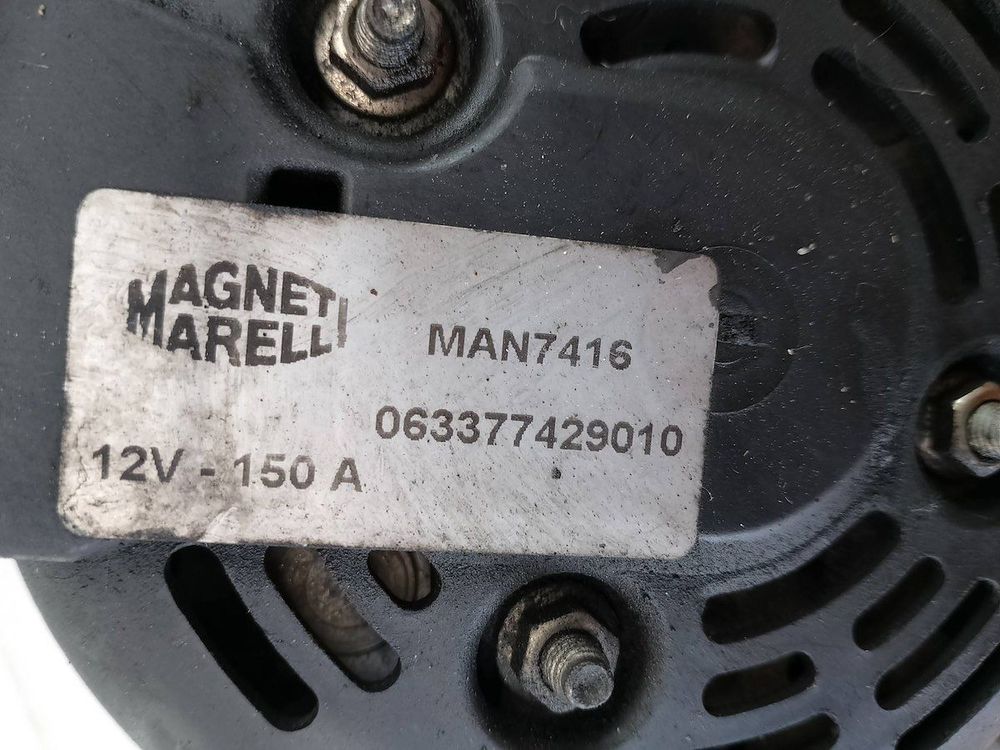 MAGNETI
MARELLI
MAN7416
063377429010
12V - 150 A